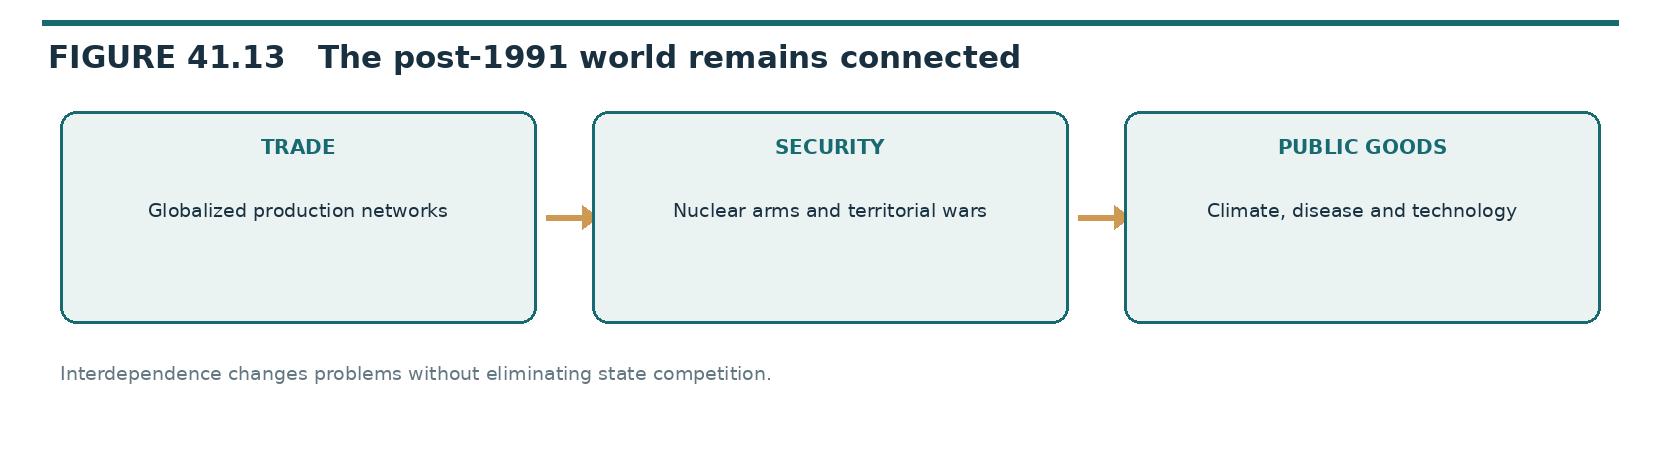 FIGURE 41.13 The post-1991 world remains connected
TRADE
Globalized production networks
SECURITY
Nuclear arms and territorial wars
PUBLIC GOODS
Climate, disease and technology
Interdependence changes problems without eliminating state competition.